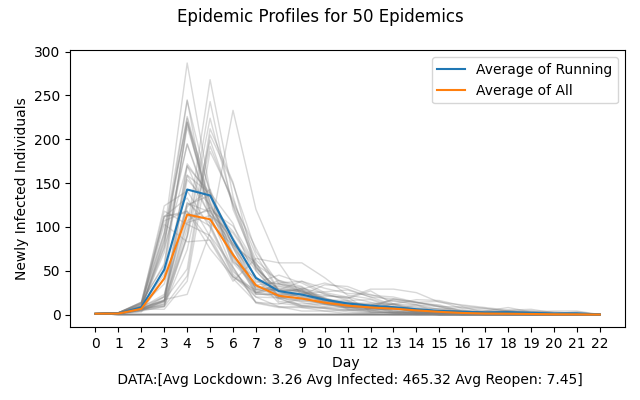 Epidemic Profiles for 50 Epidemics
300
250
200
150
100
50
0
Newly Infected Individuals
Average of Running
Average of All
0 1 2 3 4 5 6 7 8 9 10 11 12 13 14 15 16 17 18 19 20 21 22
Day
DATA:[Avg Lockdown: 3.26 Avg Infected: 465.32 Avg Reopen: 7.45]